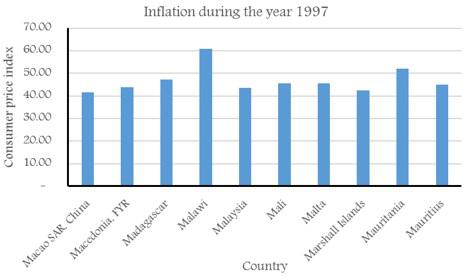 Inflation during the year 1997
Consumer price index
70.00
60.00
50.00
40.00
30.00
20.00
10.00
-
Macao SAR, China
Macedonia, FYR
Madagascar
Malawi
Malaysia
Mali
Malta
Marshall Islands
Mauritania
Mauritius
Country